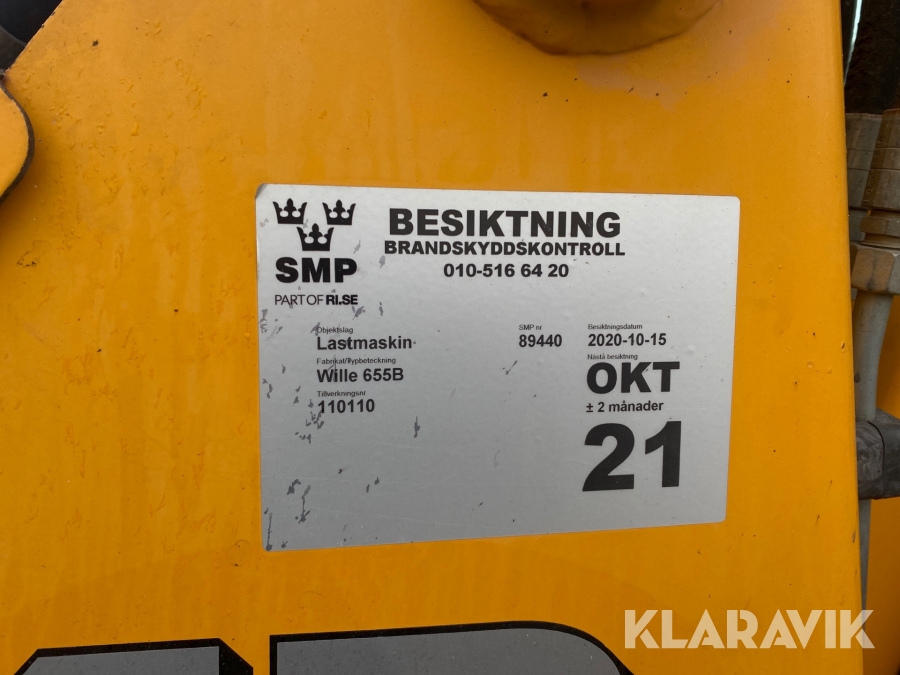 SMP
PART OF RI.SE
BESIKTNING
BRANDSKYDDSKONTROLL
010-516 64 20
Objektslag
Lastmaskin
Fabrikat/Typbeteckning
Wille 655B
Tillverkningsnr
110110
SMP nr
89440
Besiktningsdatum
2020-10-15
Nästa besiktning
OKT
± 2 månader
21
KLARAVIK